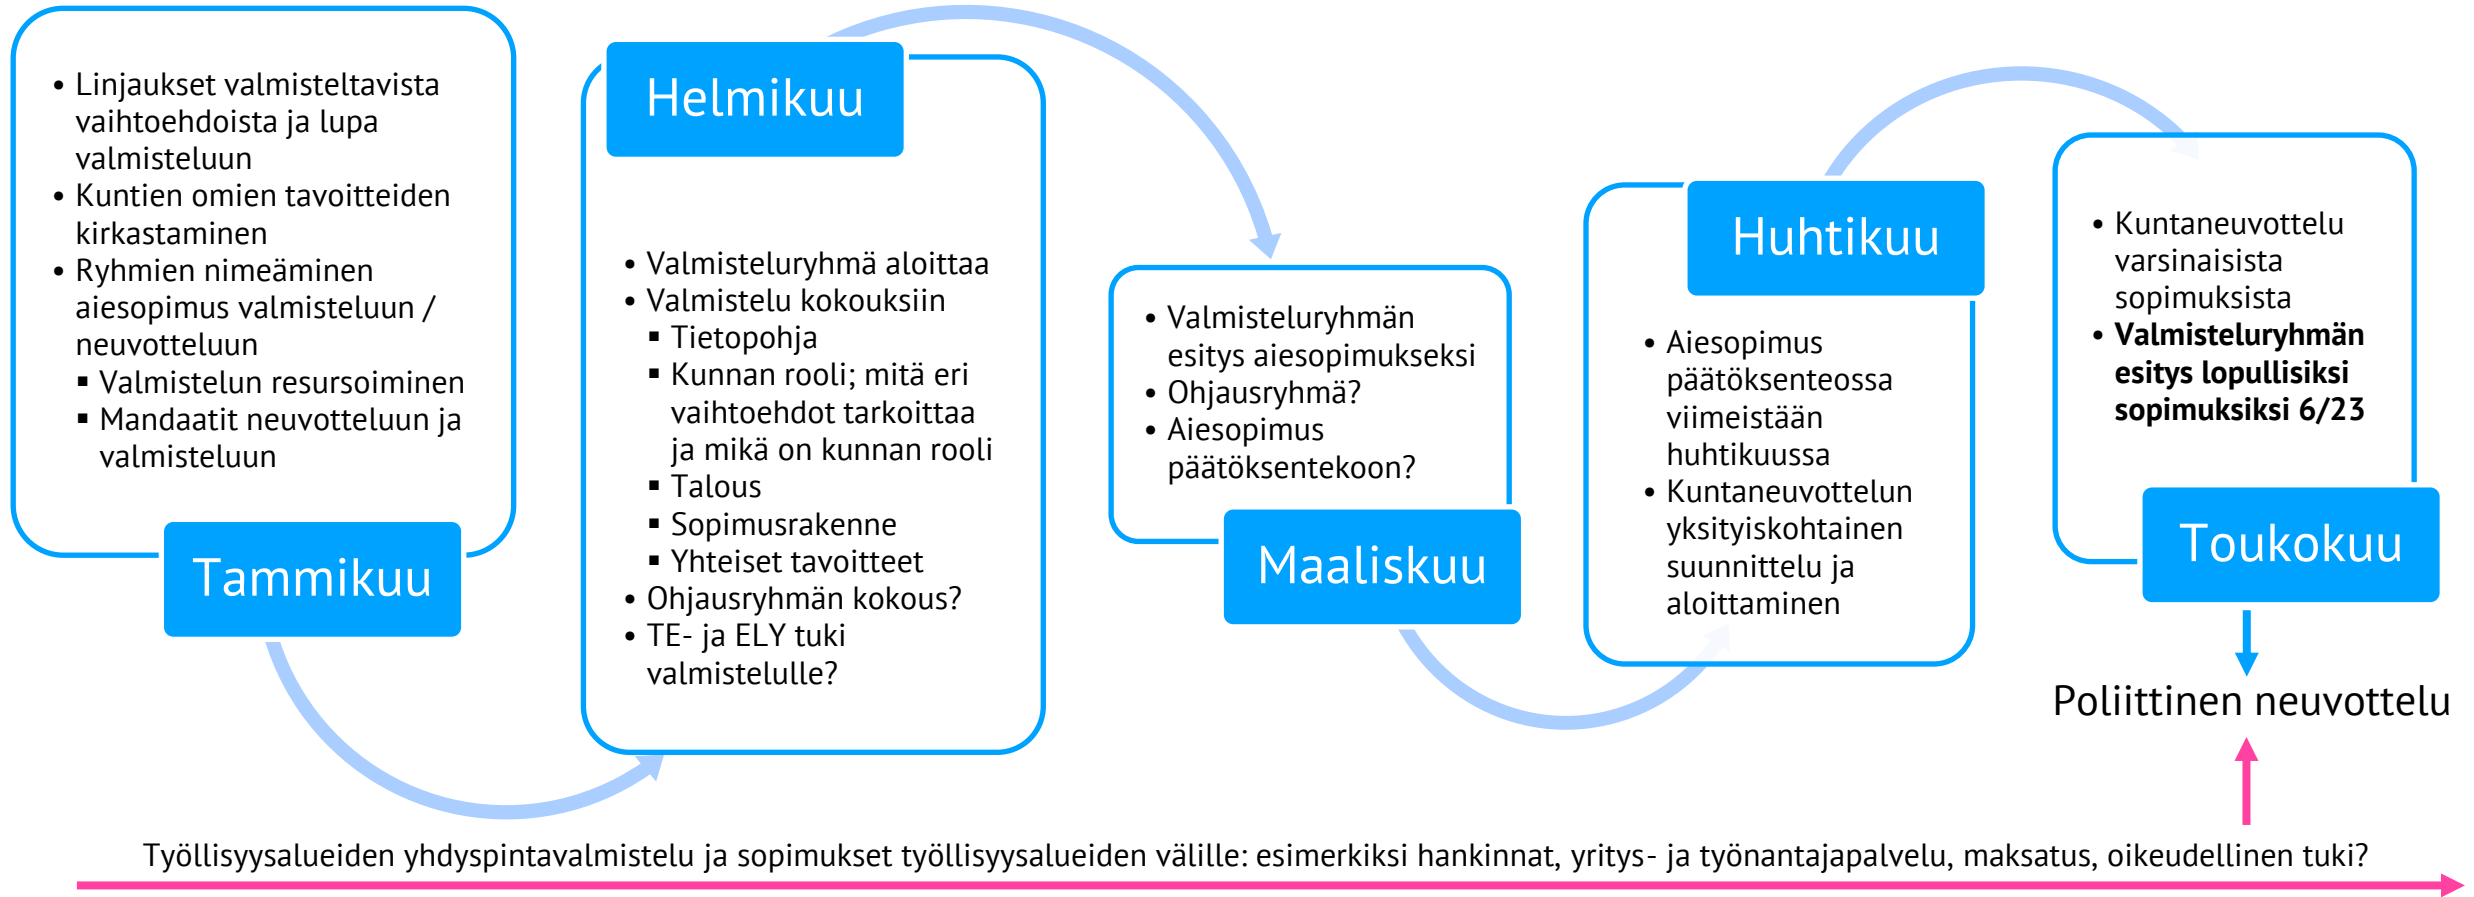 • Linjaukset valmisteltavista
vaihtoehdoista ja lupa
valmisteluun
• Kuntien omien tavoitteiden
kirkastaminen
• Ryhmien nimeäminen
aiesopimus valmisteluun /
neuvotteluun
▪ Valmistelun resursoiminen
▪ Mandaatit neuvotteluun ja
valmisteluun
Tammikuu
Helmikuu
• Valmisteluryhmä aloittaa
• Valmistelu kokouksiin
▪ Tietopohja
▪ Kunnan rooli; mitä eri
vaihtoehdot tarkoittaa
ja mikä on kunnan rooli
▪ Talous
▪ Sopimusrakenne
▪ Yhteiset tavoitteet
• Ohjausryhmän kokous?
• TE- ja ELY tuki
valmistelulle?
• Valmisteluryhmän
esitys aiesopimukseksi
• Ohjausryhmä?
• Aiesopimus
päätöksentekoon?
Maaliskuu
Huhtikuu
• Aiesopimus
päätöksenteossa
viimeistään
huhtikuussa
• Kuntaneuvottelun
yksityiskohtainen
suunnittelu ja
aloittaminen
• Kuntaneuvottelu
varsinaisista
sopimuksista
• Valmisteluryhmän
esitys lopullisiksi
sopimuksiksi 6/23
Toukokuu
Poliittinen neuvottelu
Työllisyysalueiden yhdyspintavalmistelu ja sopimukset työllisyysalueiden välille: esimerkiksi hankinnat, yritys- ja työnantajapalvelu, maksatus, oikeudellinen tuki?